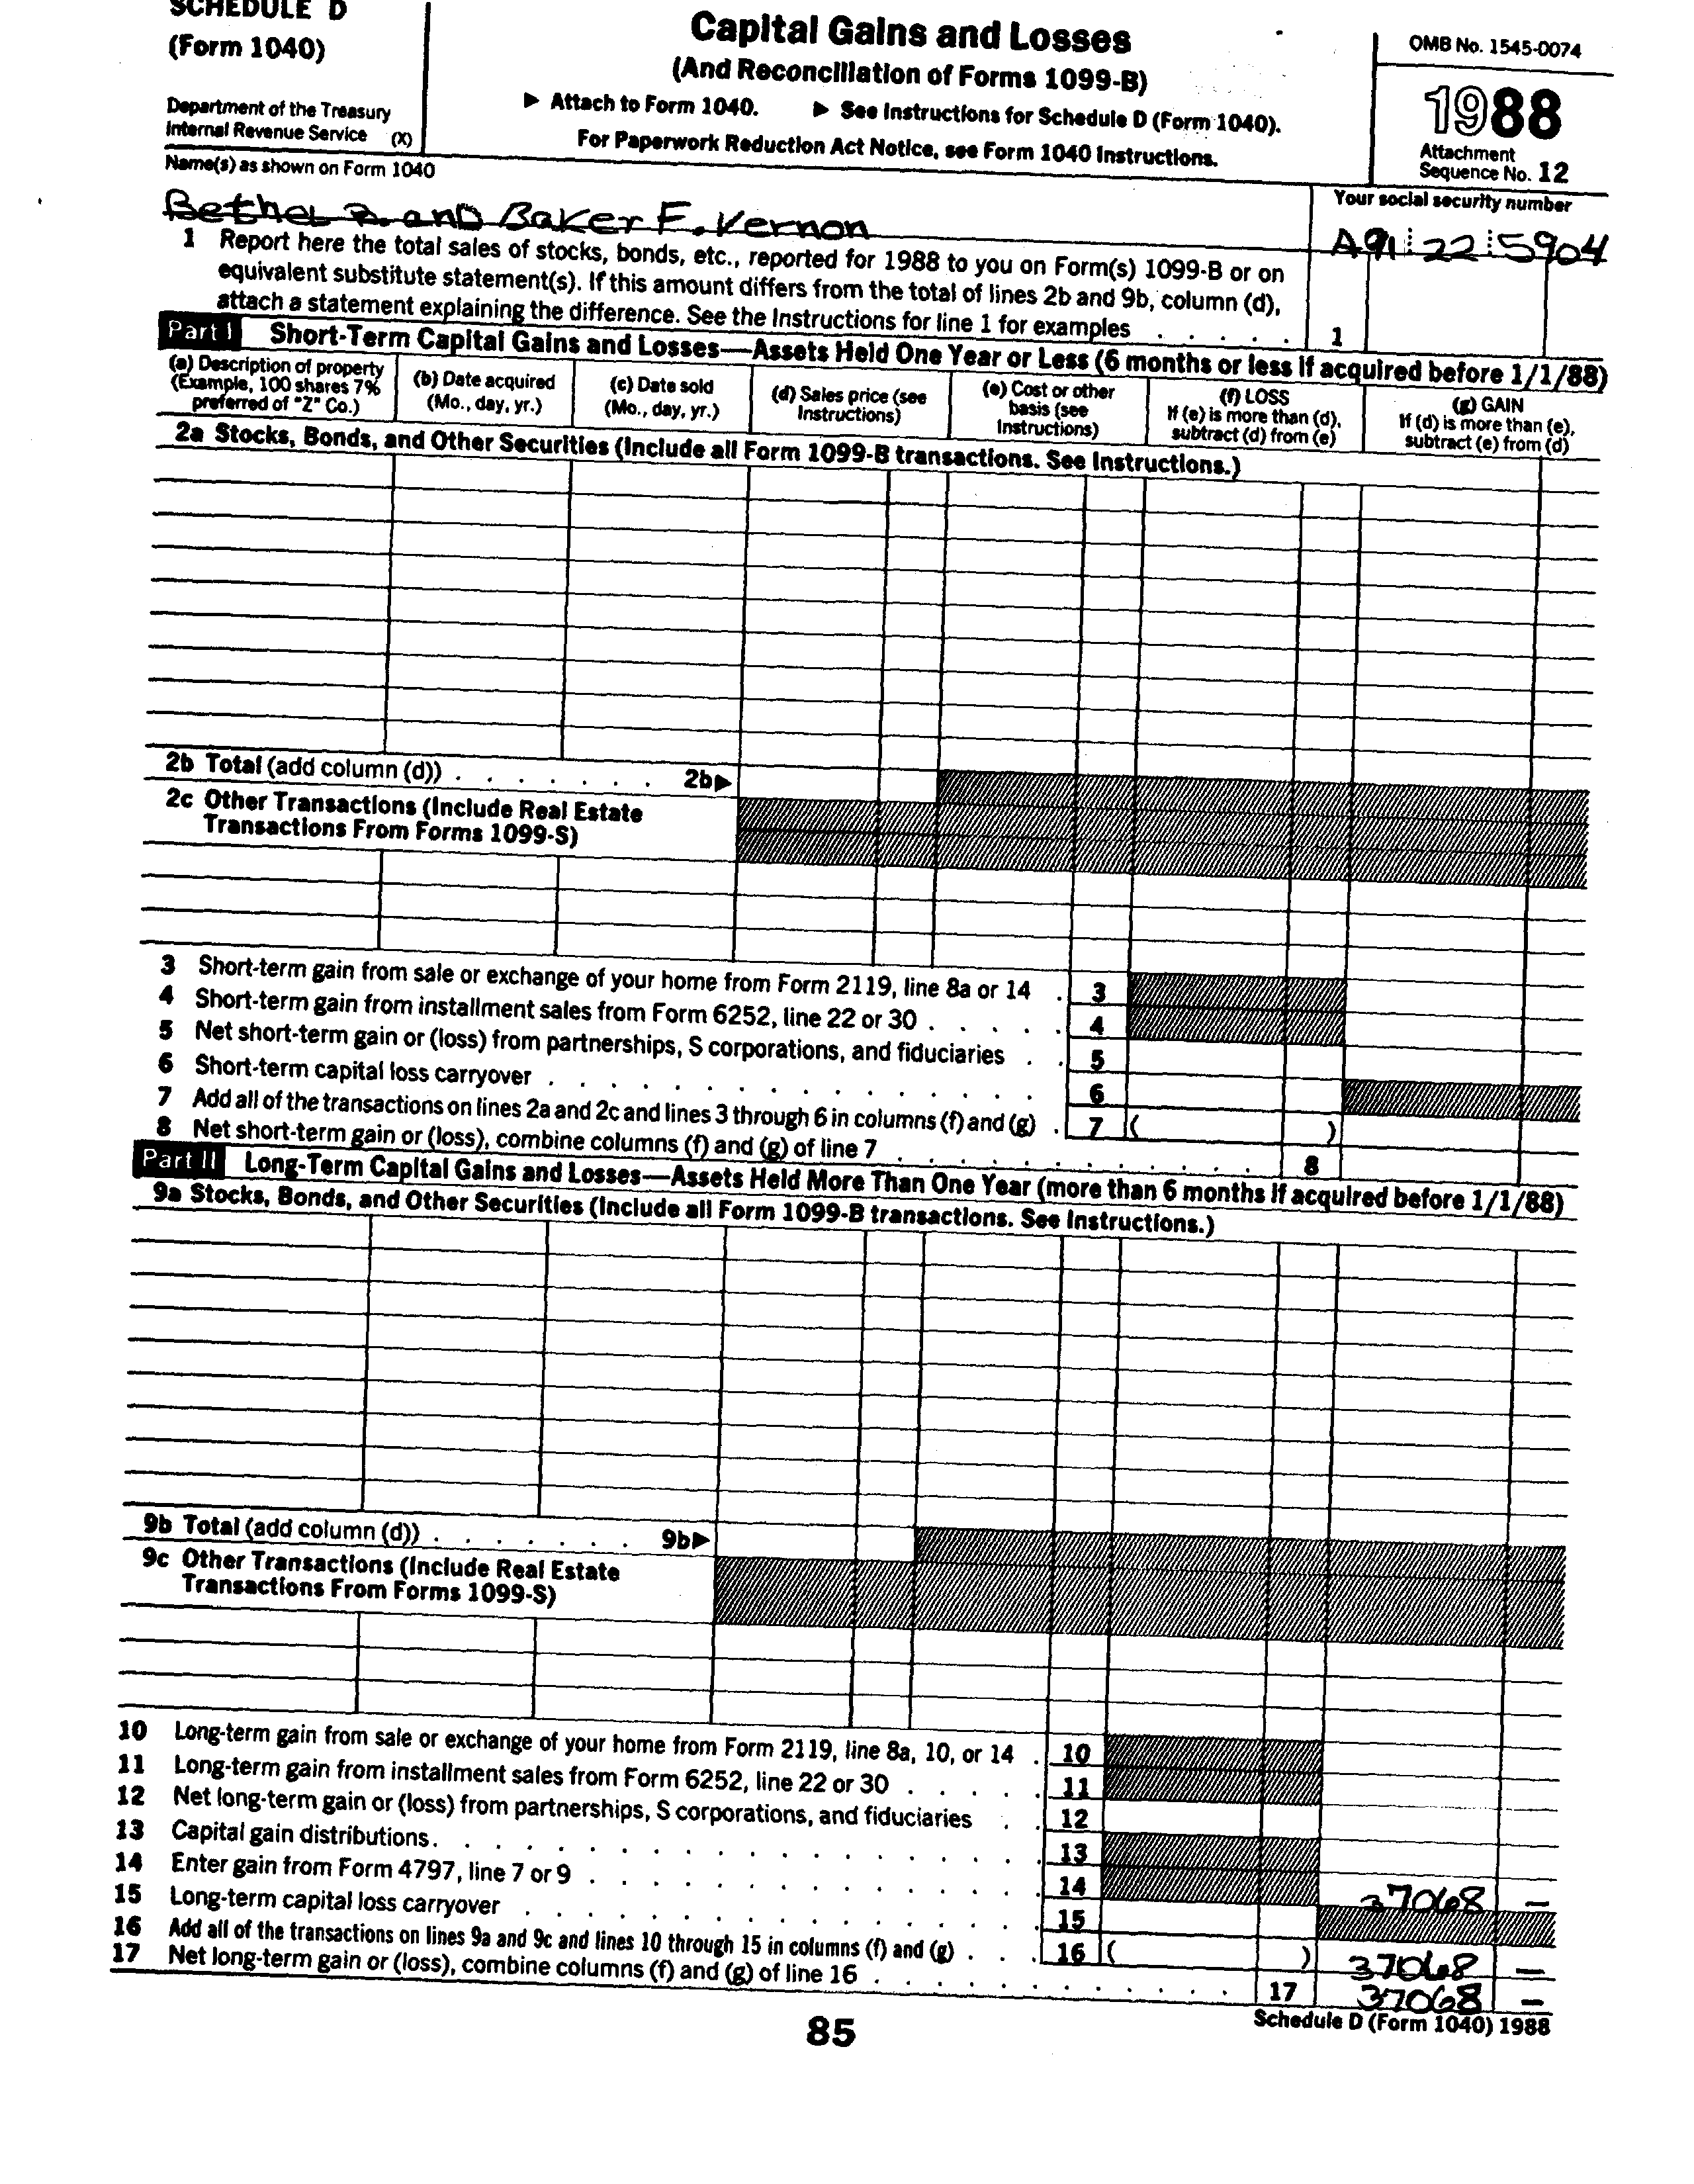 SCHEDULE D
(Form 1040)
Department of the Treasury
Internal Revenue Service (X)
Capital Gains and Losses
(And Reconciliation of Forms 1099-B)
▶ Attach to Form 1040. ▶ See Instructions for Schedule D (Form 1040).
For Paperwork Reduction Act Notice, see Form 1040 Instructions.
OMB No. 1545-0074
1988
Attachment
Sequence No. 12
Name(s) as shown on Form 1040
Your social security number
Bethel B. and Baker F. Vernon
A91 22 5904
1 Report here the total sales of stocks, bonds, etc., reported for 1988 to you on Form(s) 1099-B or on
equivalent substitute statement(s). If this amount differs from the total of lines 2b and 9b, column (d),
attach a statement explaining the difference. See the Instructions for line 1 for examples . . . . . 1
Part I Short-Term Capital Gains and Losses—Assets Held One Year or Less (6 months or less if acquired before 1/1/88)
(a) Description of property
(Example, 100 shares 7%
preferred of "Z" Co.)
(b) Date acquired
(Mo., day, yr.)
(c) Date sold
(Mo., day, yr.)
(d) Sales price (see
Instructions)
(e) Cost or other
basis (see
Instructions)
(f) LOSS
If (e) is more than (d),
subtract (d) from (e)
(g) GAIN
If (d) is more than (e),
subtract (e) from (d)
2a Stocks, Bonds, and Other Securities (Include all Form 1099-B transactions. See Instructions.)
2b Total (add column (d)) . . . . . . . 2b▶
2c Other Transactions (Include Real Estate
Transactions From Forms 1099-S)
3 Short-term gain from sale or exchange of your home from Form 2119, line 8a or 14 . 3
4 Short-term gain from installment sales from Form 6252, line 22 or 30 . . . . . 4
5 Net short-term gain or (loss) from partnerships, S corporations, and fiduciaries . . 5
6 Short-term capital loss carryover . . . . . . . . . . . . . . . . 6
7 Add all of the transactions on lines 2a and 2c and lines 3 through 6 in columns (f) and (g) . 7 ( )
8 Net short-term gain or (loss), combine columns (f) and (g) of line 7 . . . . . . . . . . . . 8
Part II Long-Term Capital Gains and Losses—Assets Held More Than One Year (more than 6 months if acquired before 1/1/88)
9a Stocks, Bonds, and Other Securities (Include all Form 1099-B transactions. See Instructions.)
9b Total (add column (d)) . . . . . . . 9b▶
9c Other Transactions (Include Real Estate
Transactions From Forms 1099-S)
10 Long-term gain from sale or exchange of your home from Form 2119, line 8a, 10, or 14 . 10
11 Long-term gain from installment sales from Form 6252, line 22 or 30 . . . . . 11
12 Net long-term gain or (loss) from partnerships, S corporations, and fiduciaries . . 12
13 Capital gain distributions . . . . . . . . . . . . . . . . . . . 13
14 Enter gain from Form 4797, line 7 or 9 . . . . . . . . . . . . . 14 37068 —
15 Long-term capital loss carryover . . . . . . . . . . . . . . . . 15
16 Add all of the transactions on lines 9a and 9c and lines 10 through 15 in columns (f) and (g) . . . 16 ( ) 37068 —
17 Net long-term gain or (loss), combine columns (f) and (g) of line 16 . . . . . . . . . . . . 17 37068 —
Schedule D (Form 1040) 1988
85